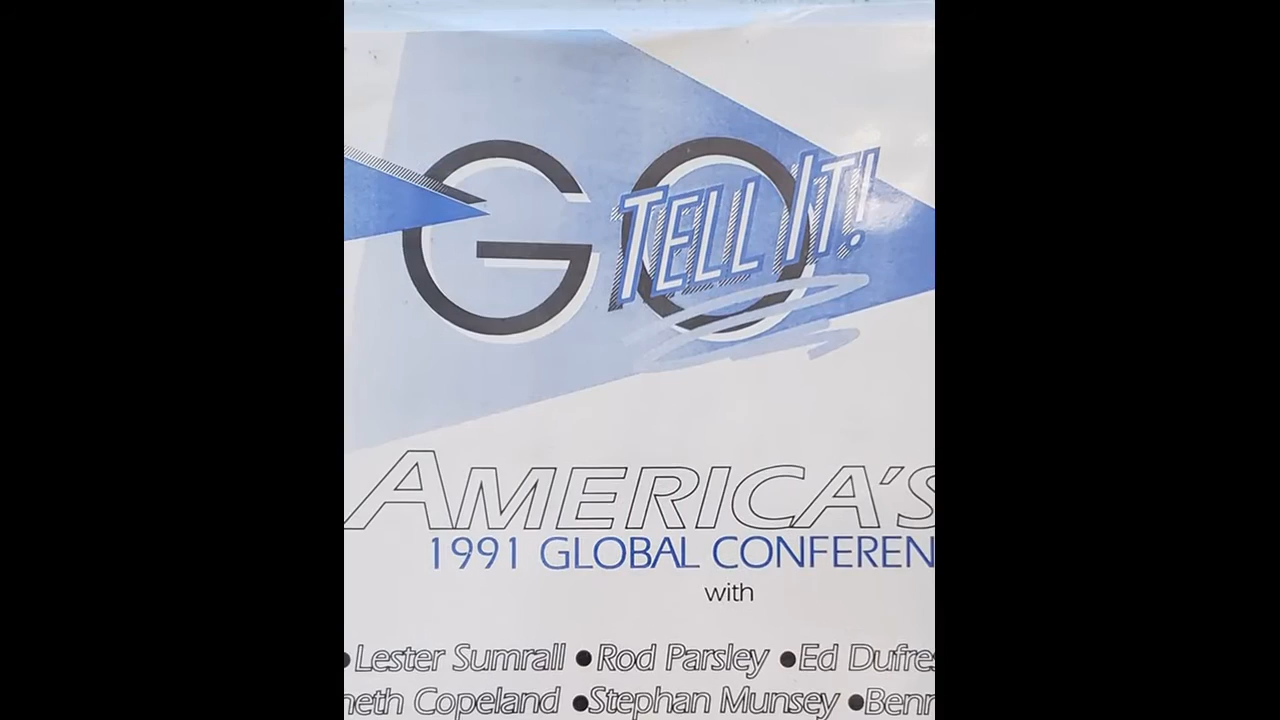 GO TELL IT!
AMERICA'S
1991 GLOBAL CONFEREN
with
●Lester Sumrall ●Rod Parsley ●Ed Dufre
neth Copeland ●Stephan Munsey ●Benn